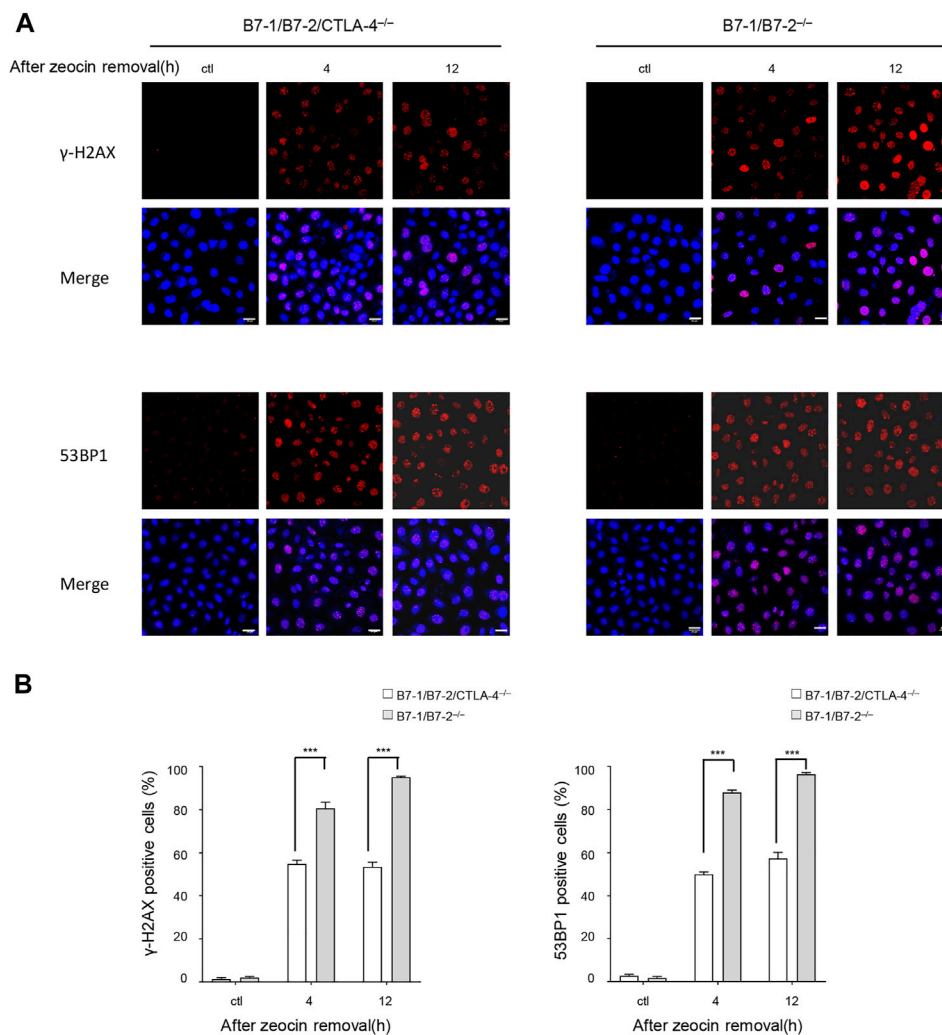 A
B7-1/B7-2/CTLA-4⁻/⁻ B7-1/B7-2⁻/⁻
After zeocin removal(h) ctl 4 12 ctl 4 12
γ-H2AX
Merge
53BP1
Merge
B
B7-1/B7-2/CTLA-4⁻/⁻
B7-1/B7-2⁻/⁻
*** ***
γ-H2AX positive cells (%)
100
80
60
40
20
0
ctl 4 12
After zeocin removal(h)
B7-1/B7-2/CTLA-4⁻/⁻
B7-1/B7-2⁻/⁻
*** ***
53BP1 positive cells (%)
100
80
60
40
20
0
ctl 4 12
After zeocin removal(h)